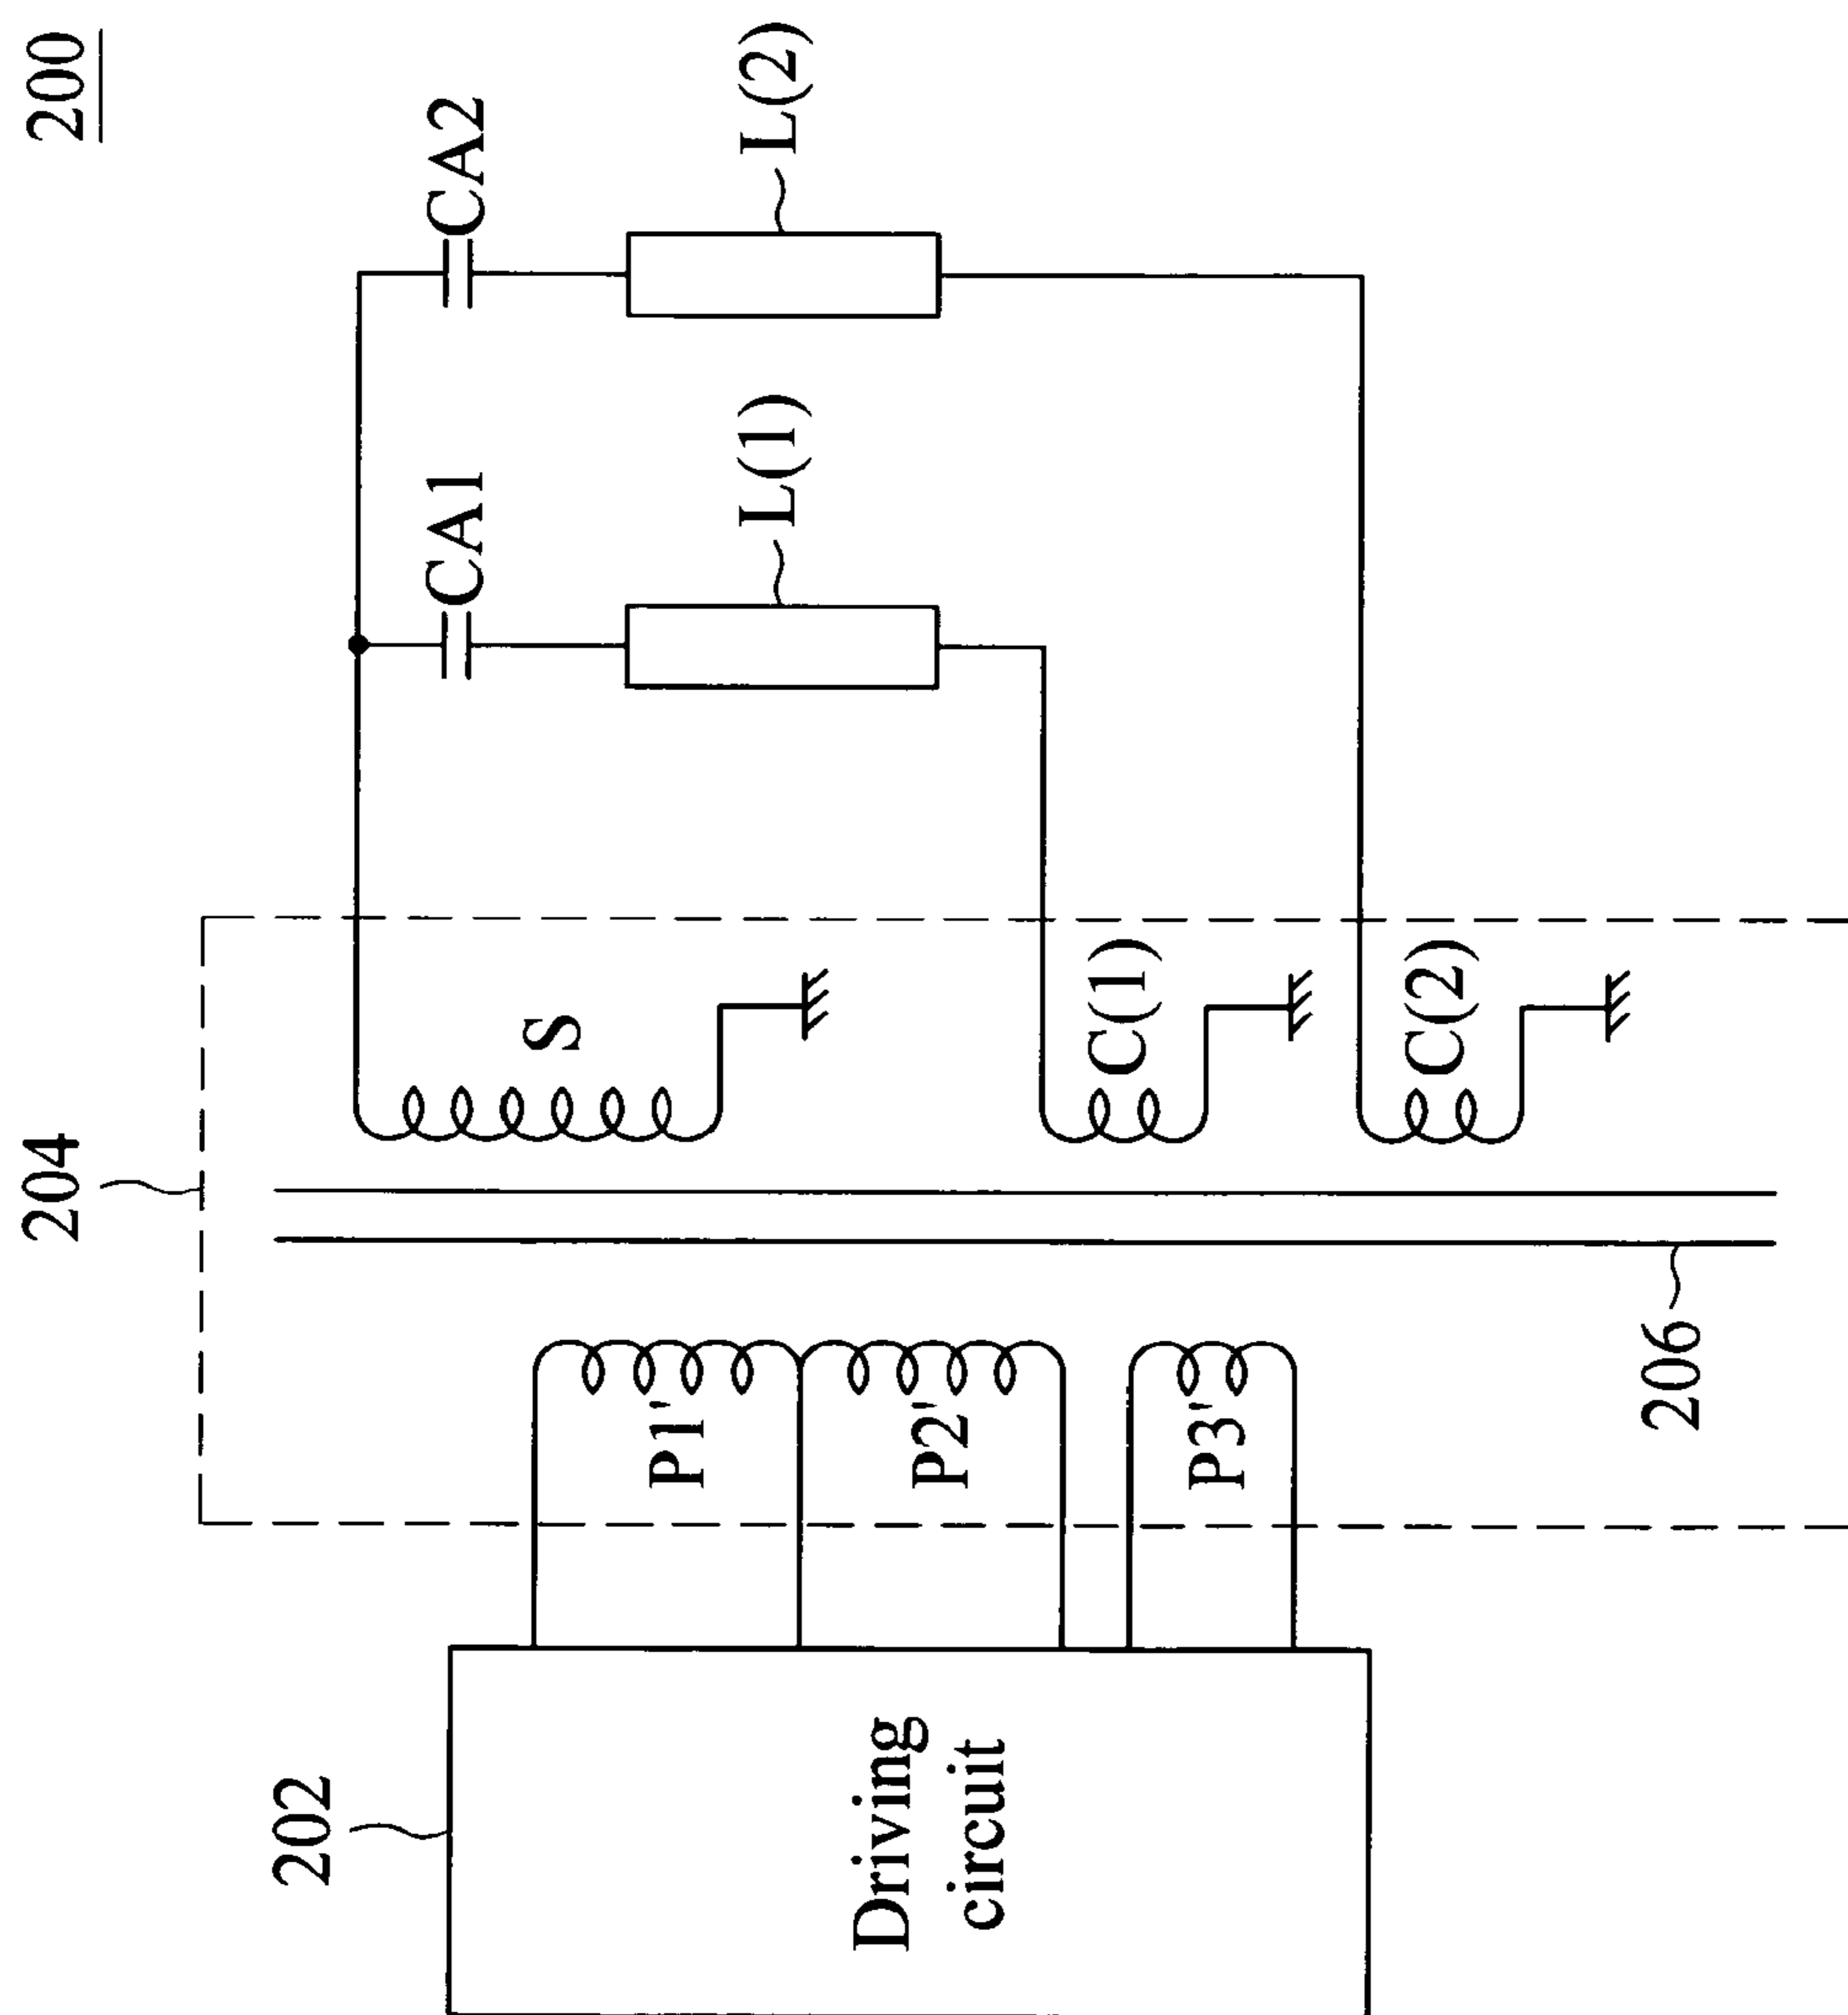 200
204
202
Driving
circuit
P1'
P2'
P3'
206
S
C(1)
C(2)
CA1
L(1)
CA2
L(2)